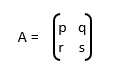 A = ( p q
r s )